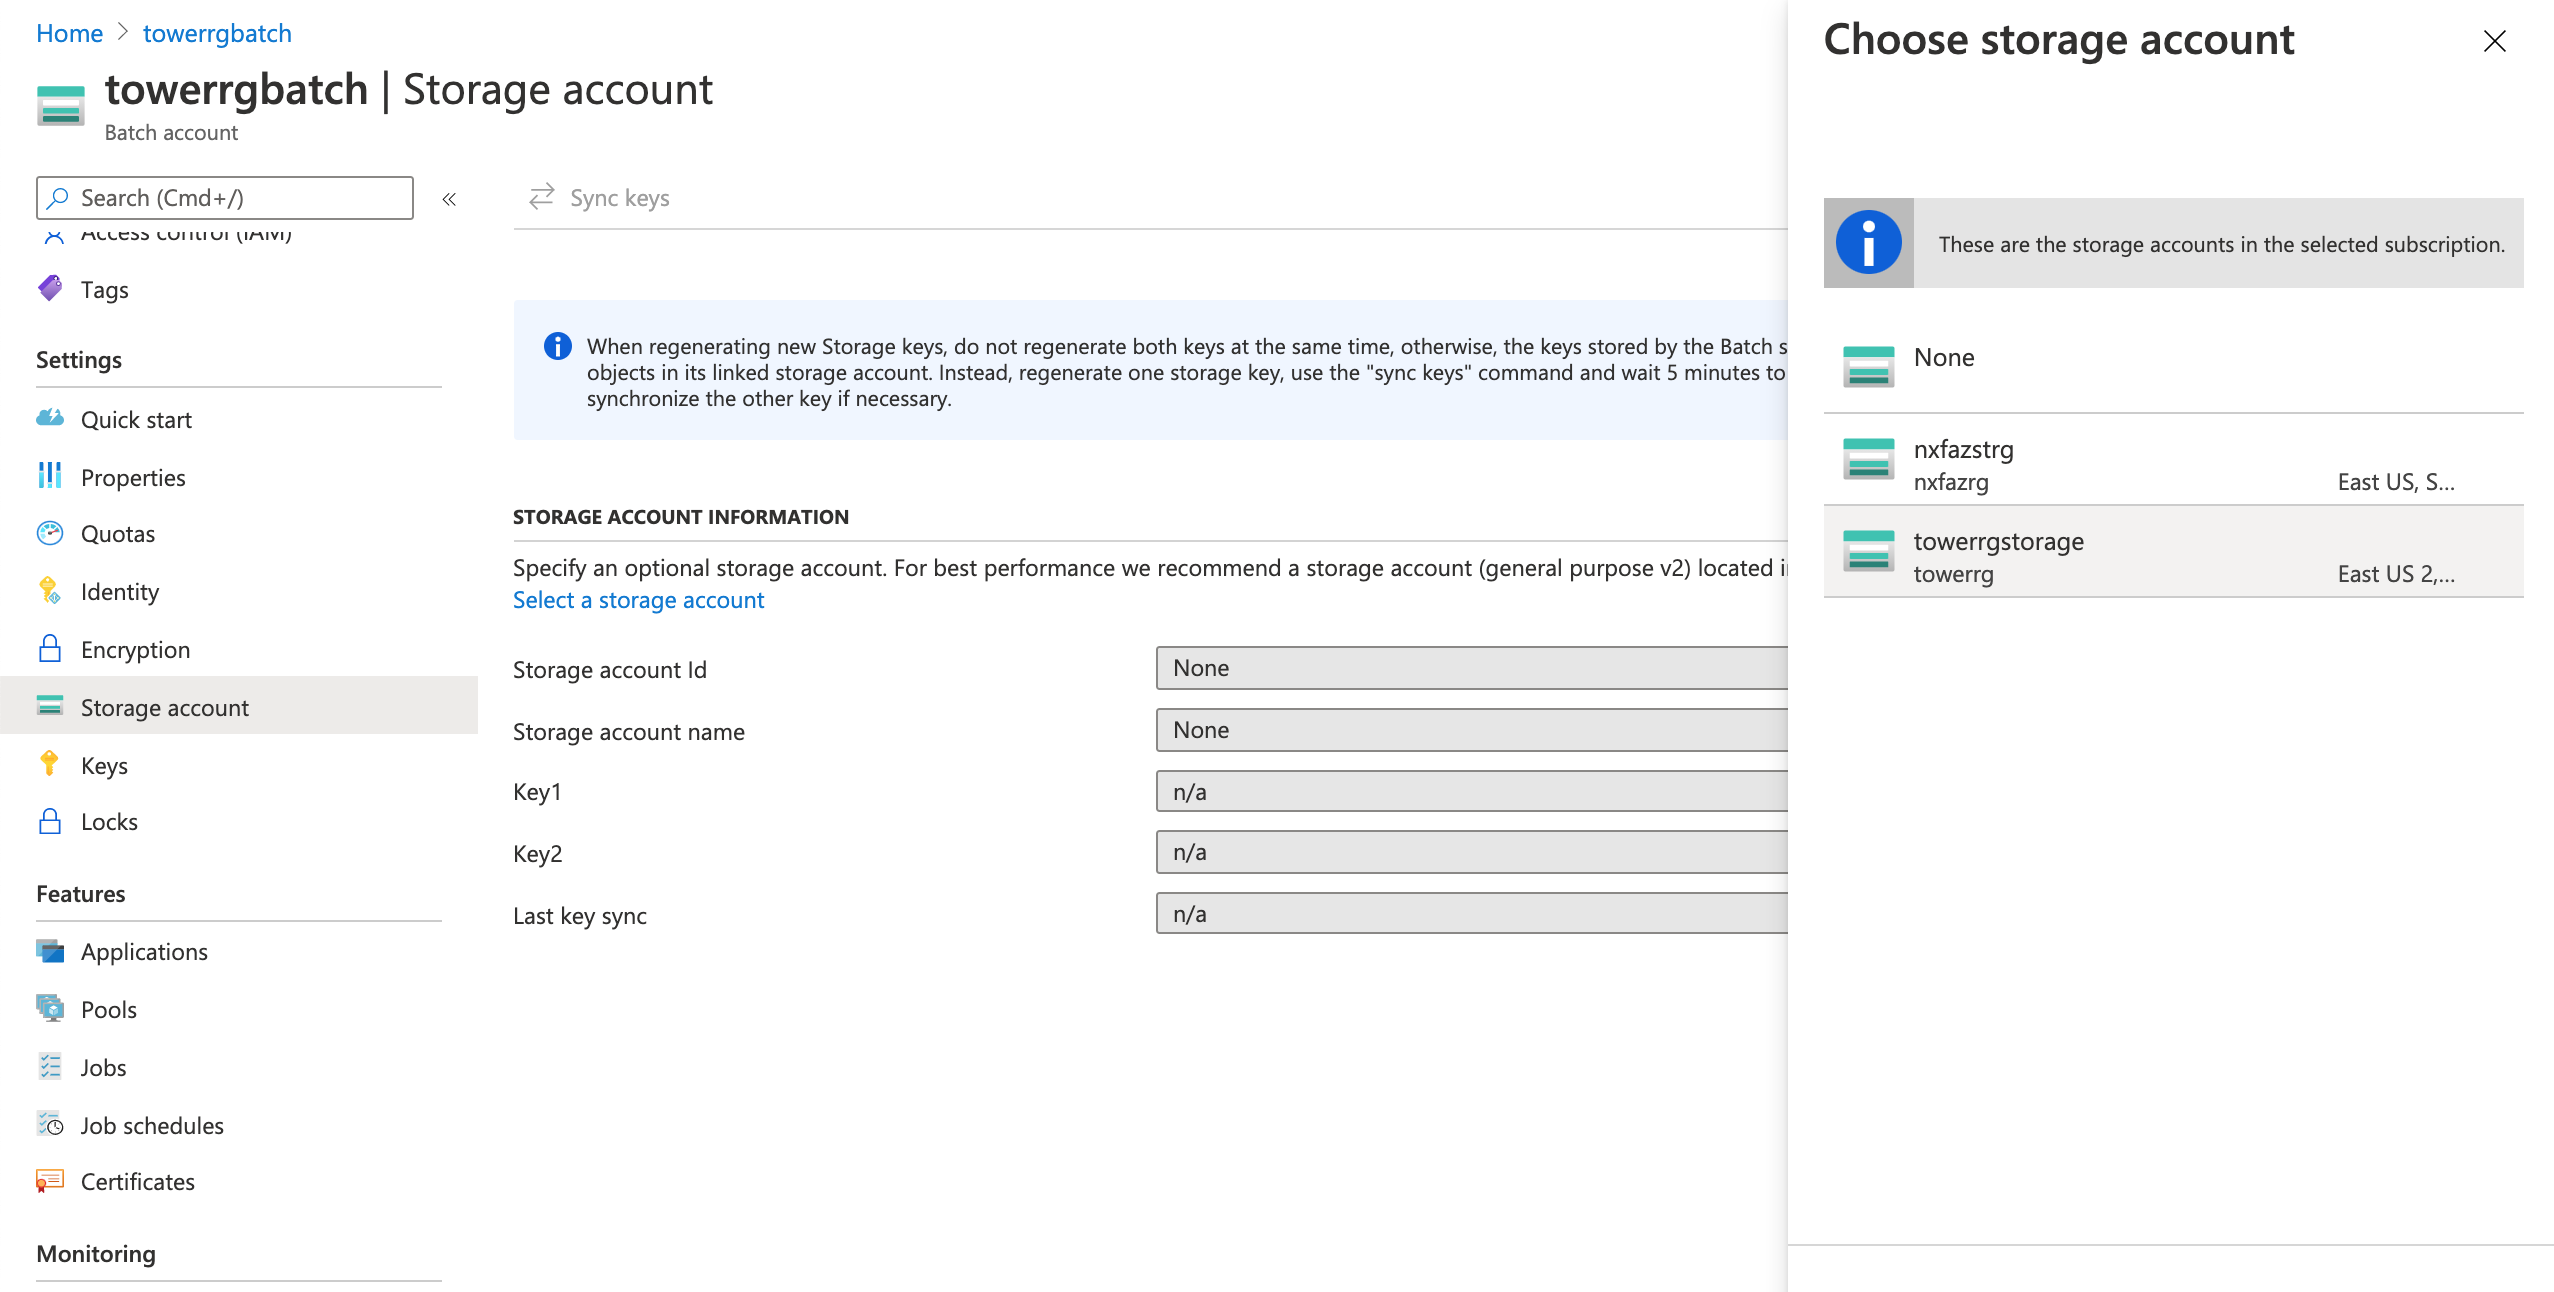 Home > towerrgbatch
towerrgbatch | Storage account
Batch account
Search (Cmd+/)
«
Access control (IAM)
Tags
Settings
Quick start
Properties
Quotas
Identity
Encryption
Storage account
Keys
Locks
Features
Applications
Pools
Jobs
Job schedules
Certificates
Monitoring
Sync keys
When regenerating new Storage keys, do not regenerate both keys at the same time, otherwise, the keys stored by the Batch s
objects in its linked storage account. Instead, regenerate one storage key, use the "sync keys" command and wait 5 minutes to
synchronize the other key if necessary.
STORAGE ACCOUNT INFORMATION
Specify an optional storage account. For best performance we recommend a storage account (general purpose v2) located i
Select a storage account
Storage account Id
None
Storage account name
None
Key1
n/a
Key2
n/a
Last key sync
n/a
Choose storage account
These are the storage accounts in the selected subscription.
None
nxfazstrg
nxfazrg East US, S...
towerrgstorage
towerrg East US 2,...